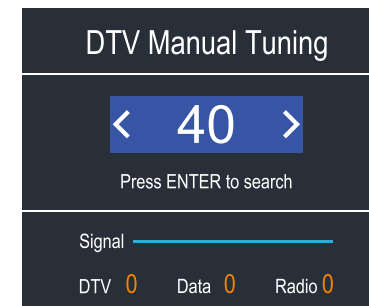 DTV Manual Tuning
< 40 >
Press ENTER to search
Signal
DTV 0 Data 0 Radio 0